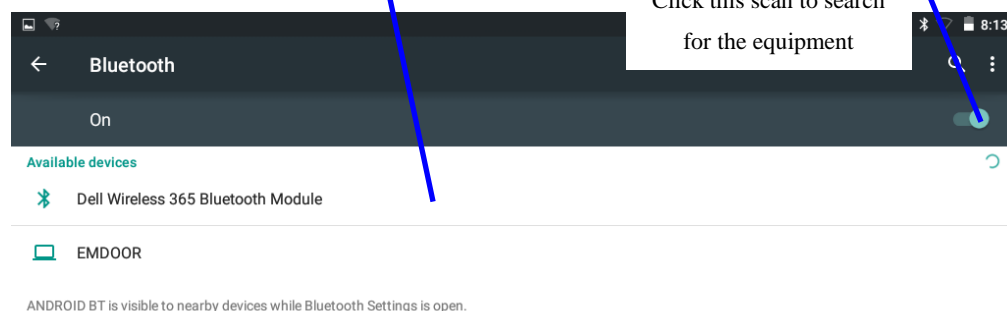 Click this scan to search
for the equipment
8:13
Bluetooth
On
Available devices
Dell Wireless 365 Bluetooth Module
EMDOOR
ANDROID BT is visible to nearby devices while Bluetooth Settings is open.